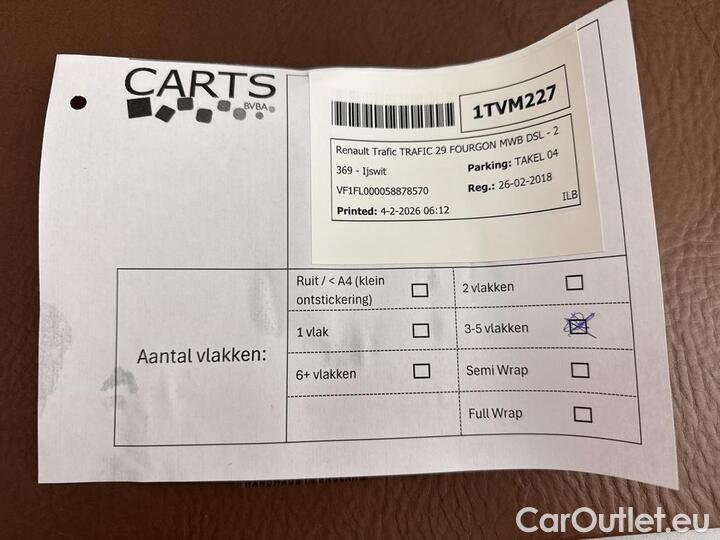 CARTS
BVBA
1TVM227
Renault Trafic TRAFIC 29 FOURGON MWB DSL - 2
369 - Ijswit
Parking: TAKEL 04
VF1FL000058878570
Reg.: 26-02-2018
ILB
Printed: 4-2-2026 06:12
Aantal vlakken:
Ruit / < A4 (klein
ontstickering)
2 vlakken
1 vlak
3-5 vlakken
6+ vlakken
Semi Wrap
Full Wrap
CarOutlet.eu